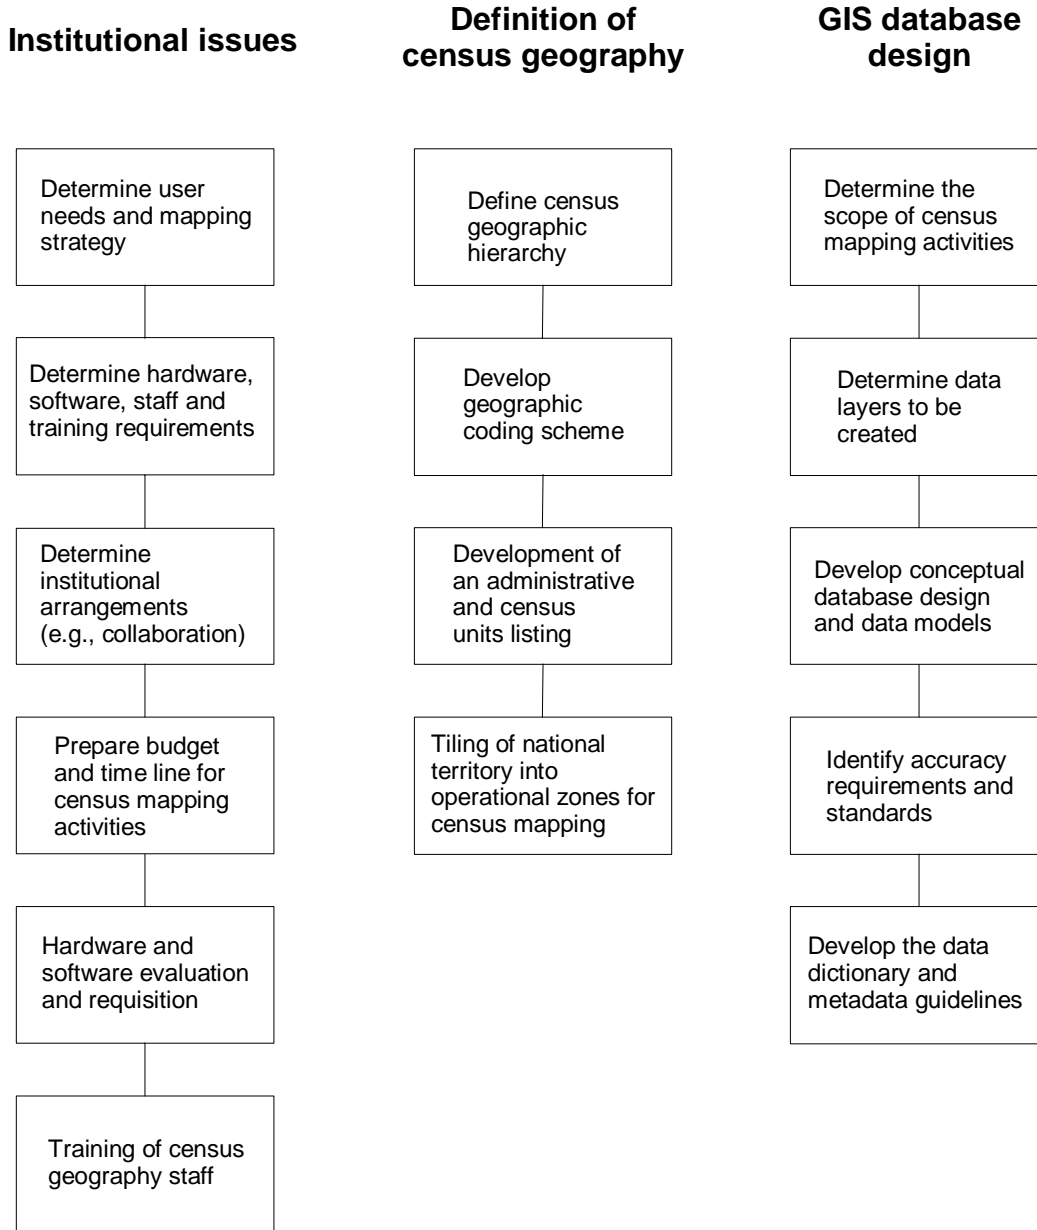 Institutional issues
Definition of
census geography
GIS database
design
Determine user
needs and mapping
strategy
Determine hardware,
software, staff and
training requirements
Determine
institutional
arrangements
(e.g., collaboration)
Prepare budget
and time line for
census mapping
activities
Hardware and
software evaluation
and requisition
Training of census
geography staff
Define census
geographic
hierarchy
Develop
geographic
coding scheme
Development of
an administrative
and census
units listing
Tiling of national
territory into
operational zones for
census mapping
Determine the
scope of census
mapping activities
Determine data
layers to be
created
Develop conceptual
database design
and data models
Identify accuracy
requirements and
standards
Develop the data
dictionary and
metadata guidelines